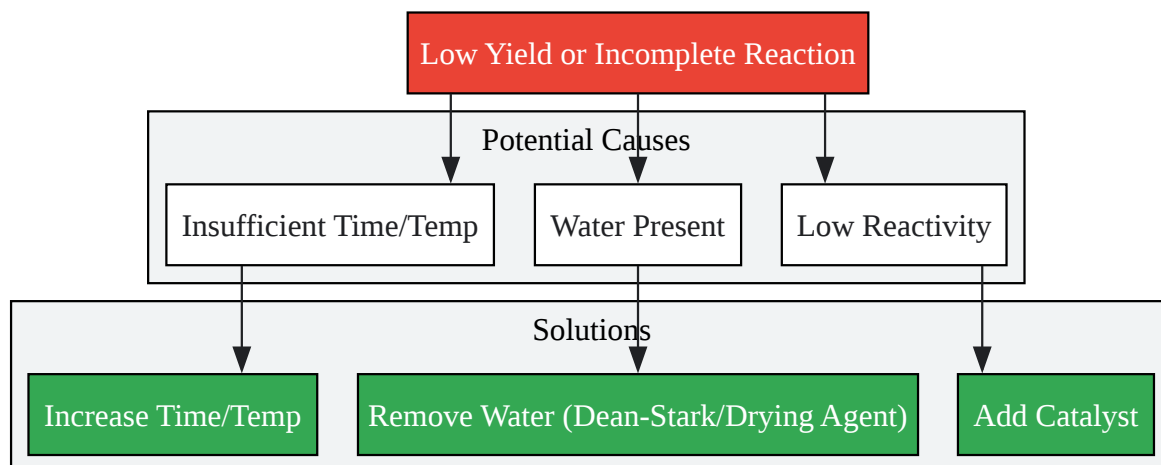 Low Yield or Incomplete Reaction
Potential Causes
Insufficient Time/Temp
Water Present
Low Reactivity
Solutions
Increase Time/Temp
Remove Water (Dean-Stark/Drying Agent)
Add Catalyst